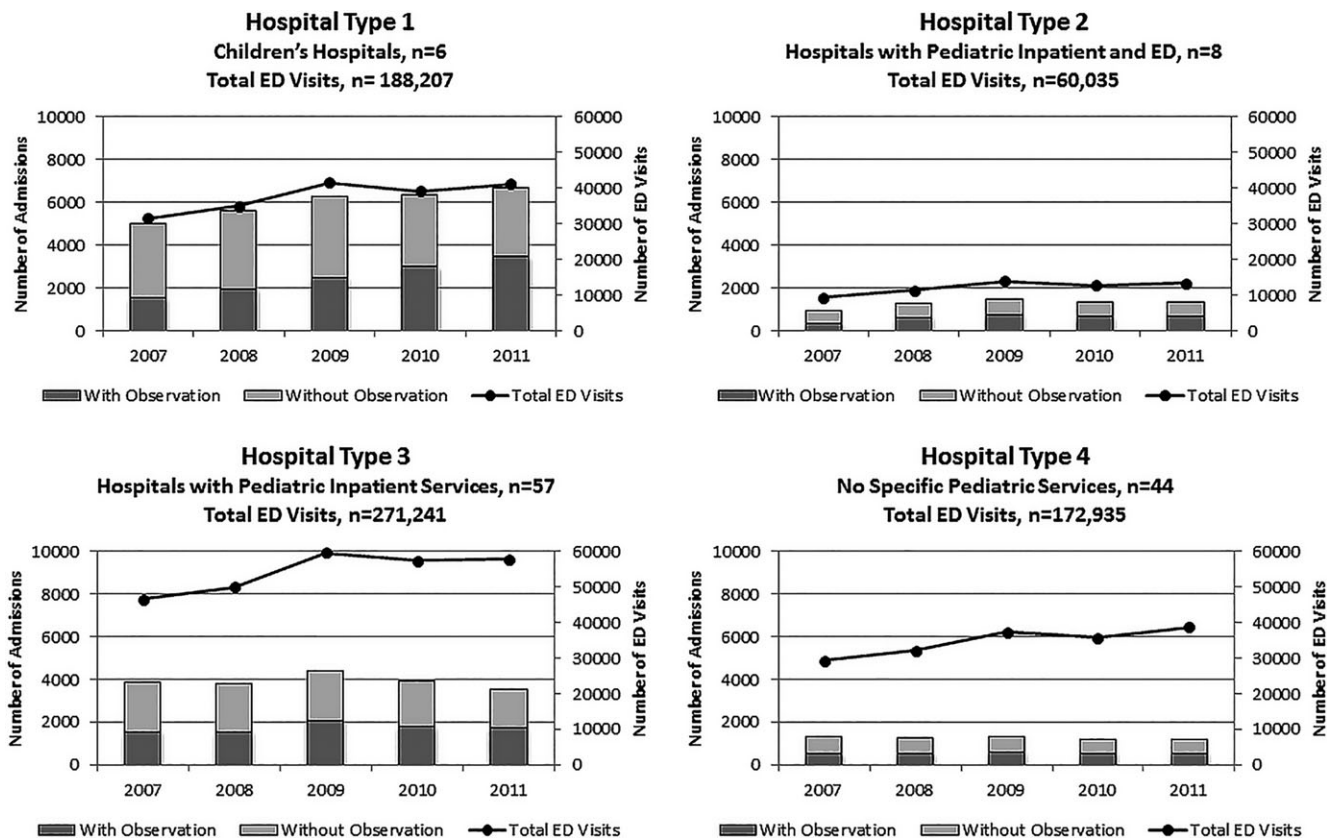 Hospital Type 1
Children's Hospitals, n=6
Total ED Visits, n= 188,207
Number of Admissions
10000
8000
6000
4000
2000
0
60000
50000
40000
30000
20000
10000
0
Number of ED Visits
2007 2008 2009 2010 2011
With Observation Without Observation Total ED Visits
Hospital Type 2
Hospitals with Pediatric Inpatient and ED, n=8
Total ED Visits, n=60,035
Number of Admissions
10000
8000
6000
4000
2000
0
60000
50000
40000
30000
20000
10000
0
Number of ED Visits
2007 2008 2009 2010 2011
With Observation Without Observation Total ED Visits
Hospital Type 3
Hospitals with Pediatric Inpatient Services, n=57
Total ED Visits, n=271,241
Number of Admissions
10000
8000
6000
4000
2000
0
60000
50000
40000
30000
20000
10000
0
Number of ED Visits
2007 2008 2009 2010 2011
With Observation Without Observation Total ED Visits
Hospital Type 4
No Specific Pediatric Services, n=44
Total ED Visits, n=172,935
Number of Admissions
10000
8000
6000
4000
2000
0
60000
50000
40000
30000
20000
10000
0
Number of ED Visits
2007 2008 2009 2010 2011
With Observation Without Observation Total ED Visits